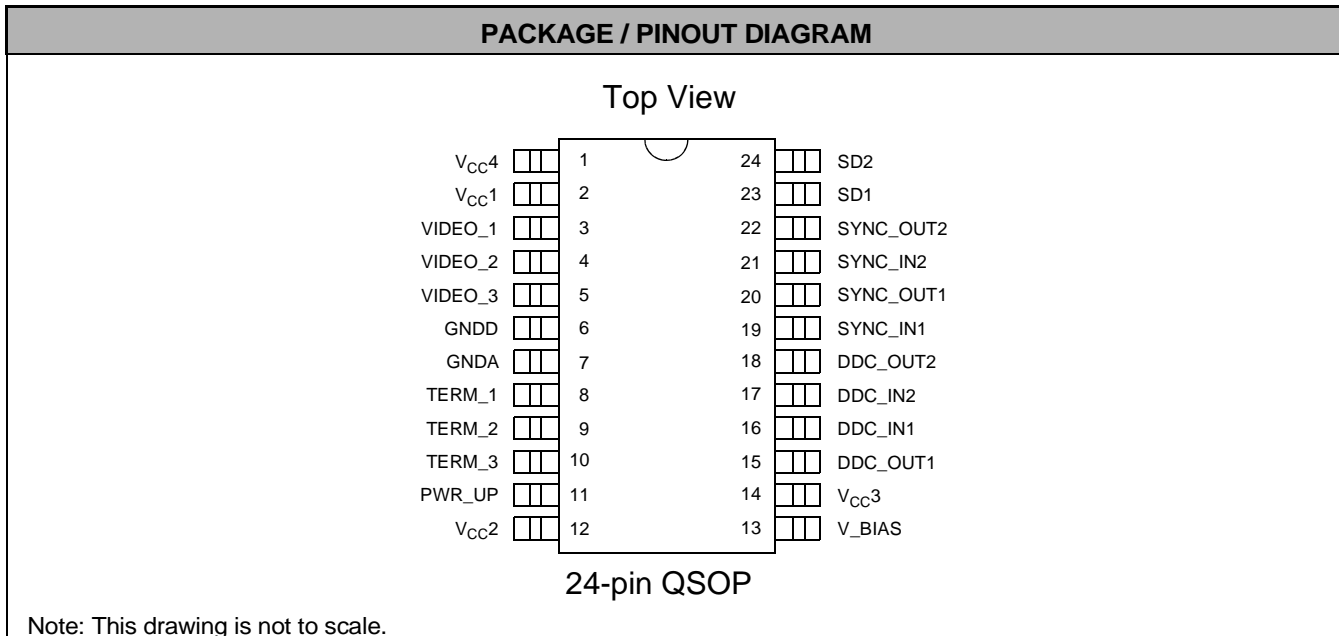 PACKAGE / PINOUT DIAGRAM
Top View
VCC4 1 24 SD2
VCC1 2 23 SD1
VIDEO_1 3 22 SYNC_OUT2
VIDEO_2 4 21 SYNC_IN2
VIDEO_3 5 20 SYNC_OUT1
GNDD 6 19 SYNC_IN1
GNDA 7 18 DDC_OUT2
TERM_1 8 17 DDC_IN2
TERM_2 9 16 DDC_IN1
TERM_3 10 15 DDC_OUT1
PWR_UP 11 14 VCC3
VCC2 12 13 V_BIAS
24-pin QSOP
Note: This drawing is not to scale.